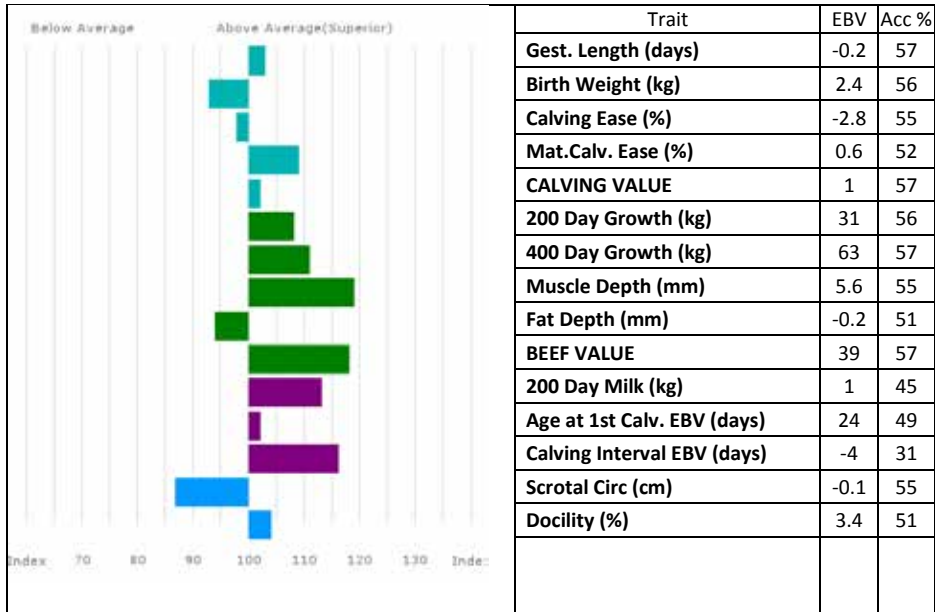 Below Average Above Average(Superior)
Index 70 80 90 100 110 120 130 Inde
Trait EBV Acc %
Gest. Length (days) -0.2 57
Birth Weight (kg) 2.4 56
Calving Ease (%) -2.8 55
Mat.Calv. Ease (%) 0.6 52
CALVING VALUE 1 57
200 Day Growth (kg) 31 56
400 Day Growth (kg) 63 57
Muscle Depth (mm) 5.6 55
Fat Depth (mm) -0.2 51
BEEF VALUE 39 57
200 Day Milk (kg) 1 45
Age at 1st Calv. EBV (days) 24 49
Calving Interval EBV (days) -4 31
Scrotal Circ (cm) -0.1 55
Docility (%) 3.4 51